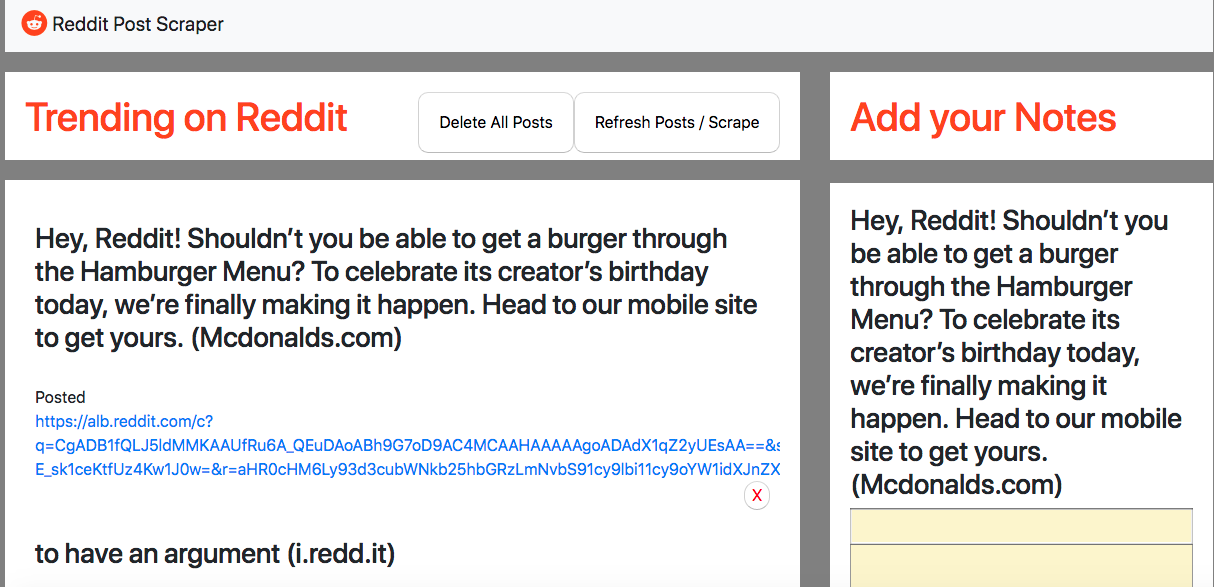 Reddit Post Scraper
Trending on Reddit
Delete All Posts
Refresh Posts / Scrape
Hey, Reddit! Shouldn’t you be able to get a burger through
the Hamburger Menu? To celebrate its creator’s birthday
today, we’re finally making it happen. Head to our mobile site
to get yours. (Mcdonalds.com)
Posted
https://alb.reddit.com/c?
q=CgADB1fQLJ5ldMMKAAUfRu6A_QEuDAoABh9G7oD9AC4MCAAHAAAAAgoADAdX1qZ2yUEsAA==&s
E_sk1ceKtfUz4Kw1J0w=&r=aHR0cHM6Ly93d3cubWNkb25hbGRzLmNvbS91cy9lbi11cy9oYW1idXJnZX
X
to have an argument (i.redd.it)
Add your Notes
Hey, Reddit! Shouldn’t you
be able to get a burger
through the Hamburger
Menu? To celebrate its
creator’s birthday today,
we’re finally making it
happen. Head to our mobile
site to get yours.
(Mcdonalds.com)